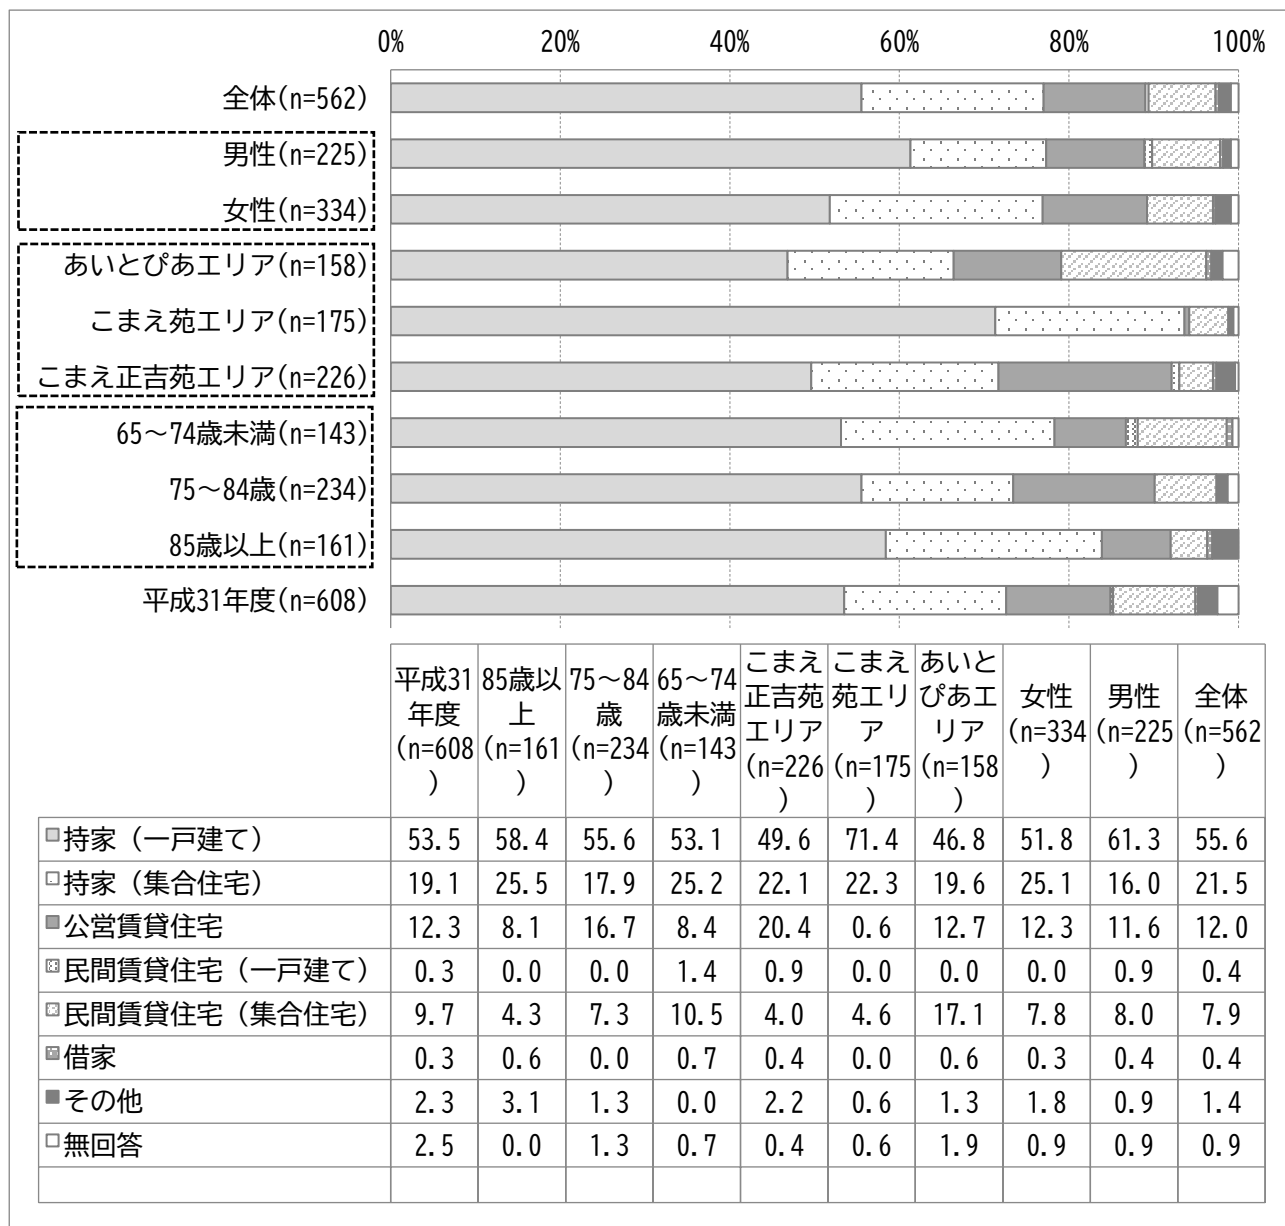 0% 20% 40% 60% 80% 100%
全体(n=562)
男性(n=225)
女性(n=334)
あいとぴあエリア(n=158)
こまえ苑エリア(n=175)
こまえ正吉苑エリア(n=226)
65～74歳未満(n=143)
75～84歳(n=234)
85歳以上(n=161)
平成31年度(n=608)
平成31
年度
(n=608
)
85歳以
上
(n=161
)
75～84
歳
(n=234
)
65～74
歳未満
(n=143
)
こまえ
正吉苑
エリア
(n=226
)
こまえ
苑エリ
ア
(n=175
)
あいと
ぴあエ
リア
(n=158
)
女性
(n=334
)
男性
(n=225
)
全体
(n=562
)
持家（一戸建て） 53.5 58.4 55.6 53.1 49.6 71.4 46.8 51.8 61.3 55.6
持家（集合住宅） 19.1 25.5 17.9 25.2 22.1 22.3 19.6 25.1 16.0 21.5
公営賃貸住宅 12.3 8.1 16.7 8.4 20.4 0.6 12.7 12.3 11.6 12.0
民間賃貸住宅（一戸建て） 0.3 0.0 0.0 1.4 0.9 0.0 0.0 0.0 0.9 0.4
民間賃貸住宅（集合住宅） 9.7 4.3 7.3 10.5 4.0 4.6 17.1 7.8 8.0 7.9
借家 0.3 0.6 0.0 0.7 0.4 0.0 0.6 0.3 0.4 0.4
その他 2.3 3.1 1.3 0.0 2.2 0.6 1.3 1.8 0.9 1.4
無回答 2.5 0.0 1.3 0.7 0.4 0.6 1.9 0.9 0.9 0.9